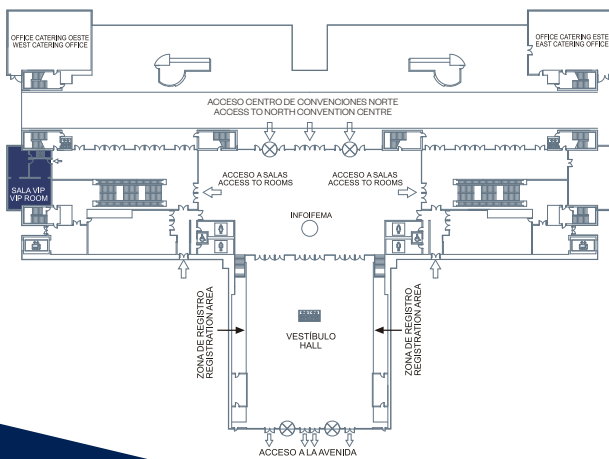 OFFICE CATERING OESTE
WEST CATERING OFFICE
OFFICE CATERING ESTE
EAST CATERING OFFICE
ACCESO CENTRO DE CONVENCIONES NORTE
ACCESS TO NORTH CONVENTION CENTRE
ACCESO A SALAS
ACCESS TO ROOMS
ACCESO A SALAS
ACCESS TO ROOMS
SALA VIP
VIP ROOM
INFOIFEMA
ZONA DE REGISTRO
REGISTRATION AREA
VESTÍBULO
HALL
ZONA DE REGISTRO
REGISTRATION AREA
ACCESO A LA AVENIDA